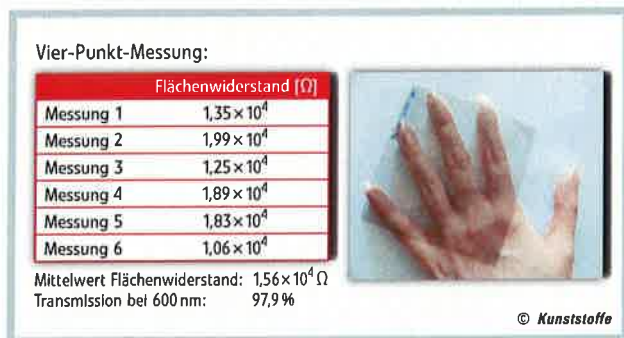 Vier-Punkt-Messung:
Flächenwiderstand [Ω]
Messung 1 1,35 × 10⁴
Messung 2 1,99 × 10⁴
Messung 3 1,25 × 10⁴
Messung 4 1,89 × 10⁴
Messung 5 1,83 × 10⁴
Messung 6 1,06 × 10⁴
Mittelwert Flächenwiderstand: 1,56 × 10⁴ Ω
Transmission bei 600 nm: 97,9 %
© Kunststoffe